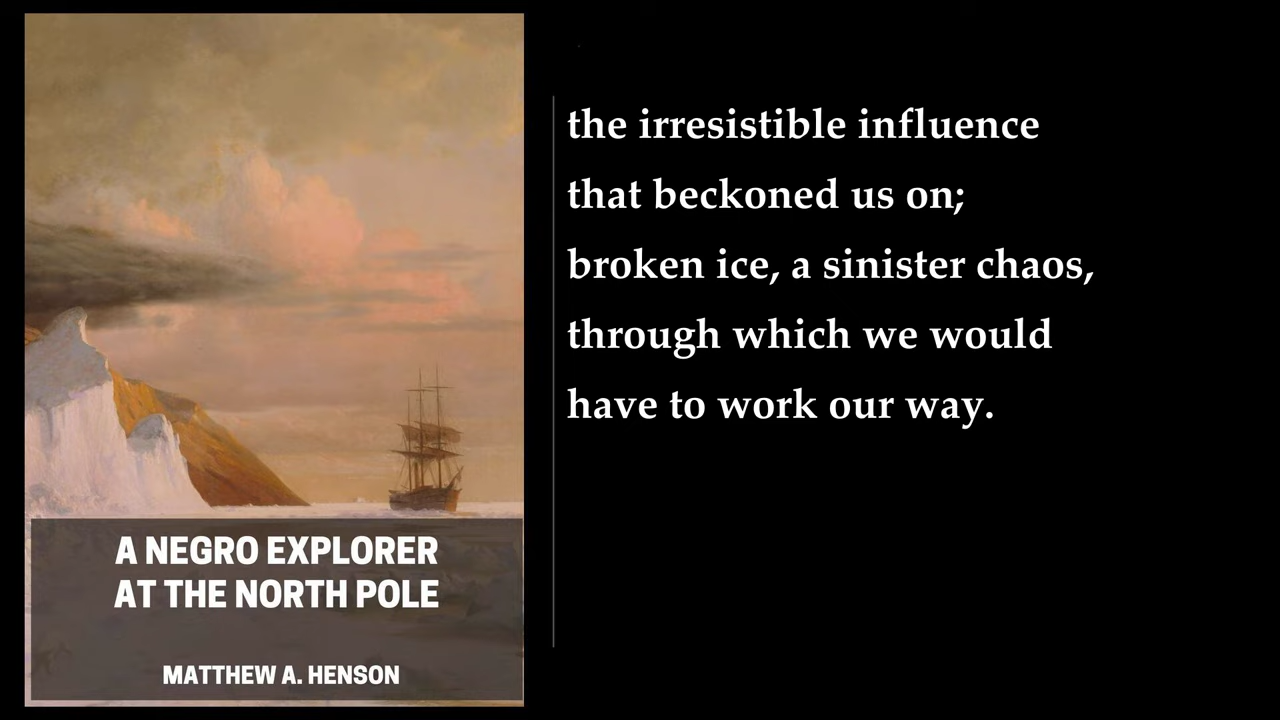 A NEGRO EXPLORER
AT THE NORTH POLE
MATTHEW A. HENSON
the irresistible influence
that beckoned us on;
broken ice, a sinister chaos,
through which we would
have to work our way.